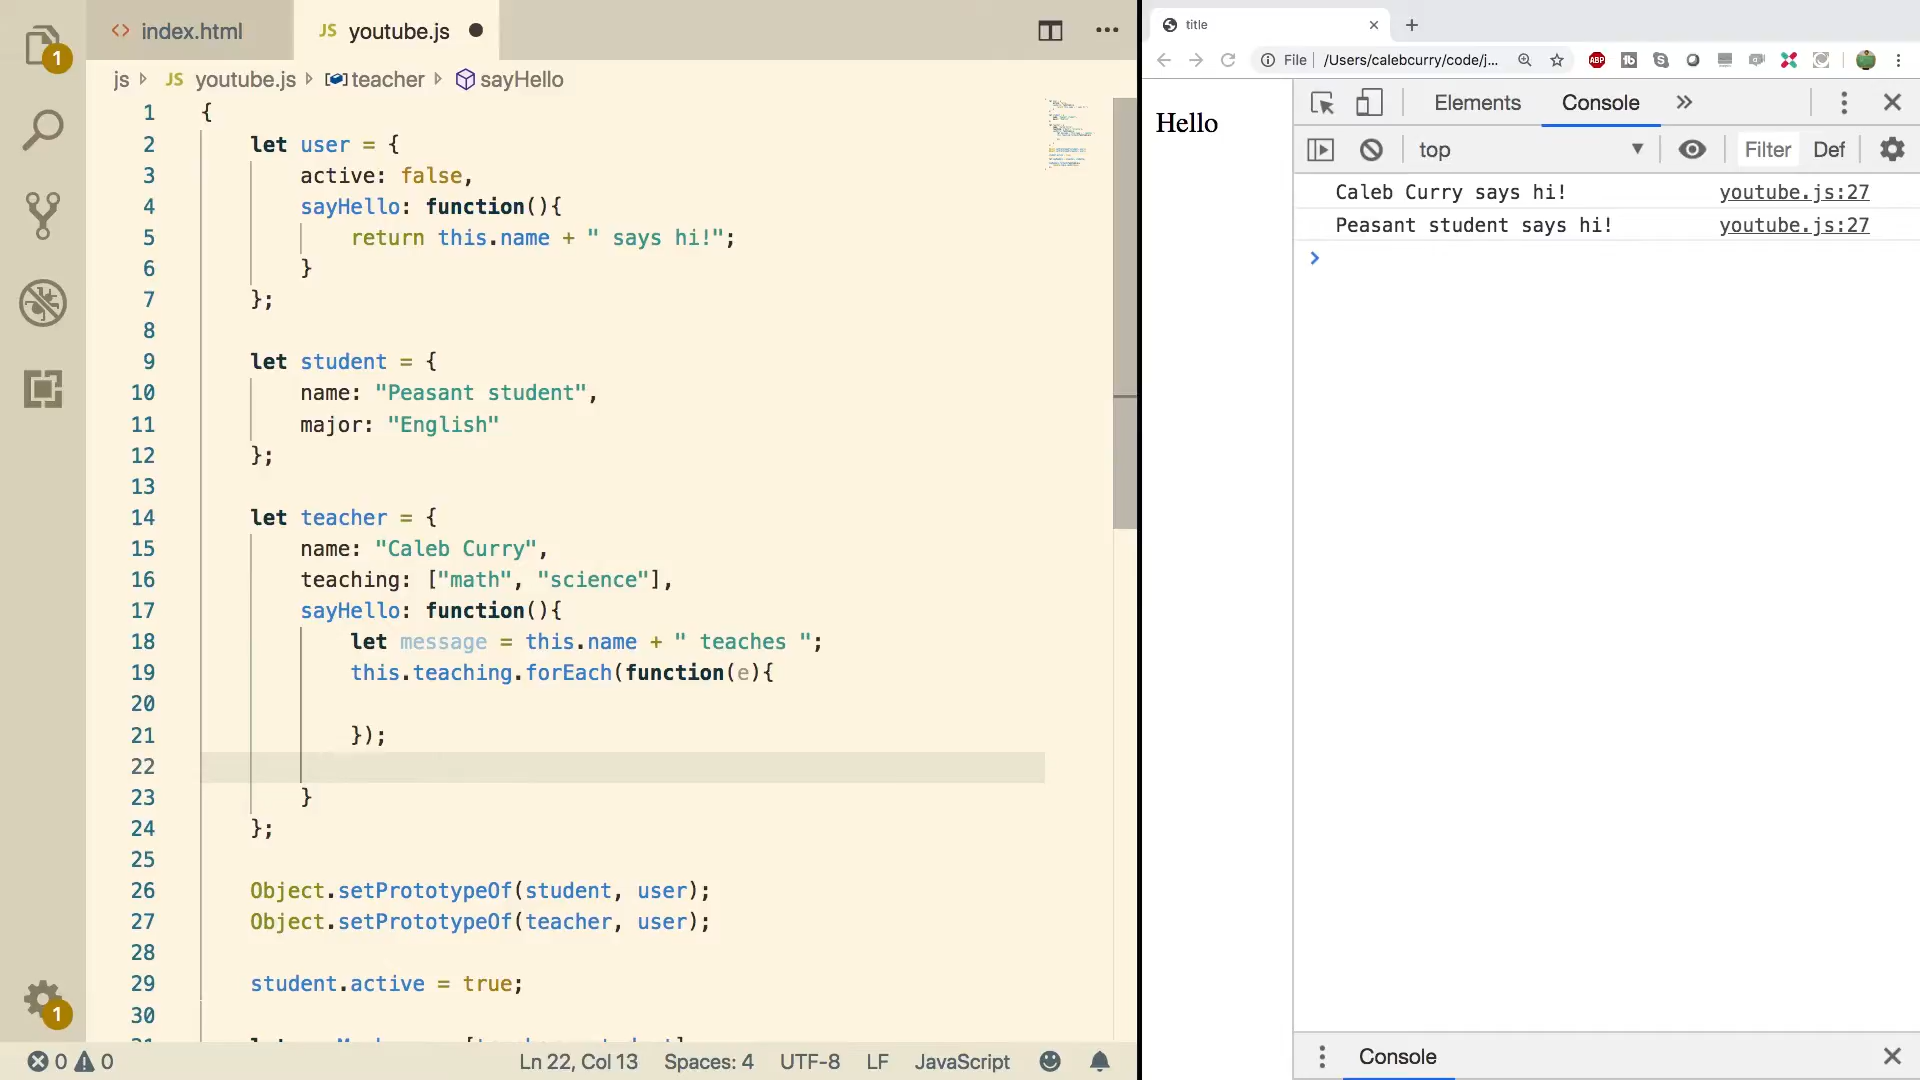 index.html
JS youtube.js
js JS youtube.js teacher sayHello
1 {
2 let user = {
3 active: false,
4 sayHello: function(){
5 return this.name + " says hi!";
6 }
7 };
8
9 let student = {
10 name: "Peasant student",
11 major: "English"
12 };
13
14 let teacher = {
15 name: "Caleb Curry",
16 teaching: ["math", "science"],
17 sayHello: function(){
18 let message = this.name + " teaches ";
19 this.teaching.forEach(function(e){
20
21 });
22
23 }
24 };
25
26 Object.setPrototypeOf(student, user);
27 Object.setPrototypeOf(teacher, user);
28
29 student.active = true;
30
1
1
0 0
Ln 22, Col 13 Spaces: 4 UTF-8 LF JavaScript
title
File /Users/calebcurry/code/j...
ABP
Hello
Elements Console
top Filter Def
Caleb Curry says hi! youtube.js:27
Peasant student says hi! youtube.js:27
Console